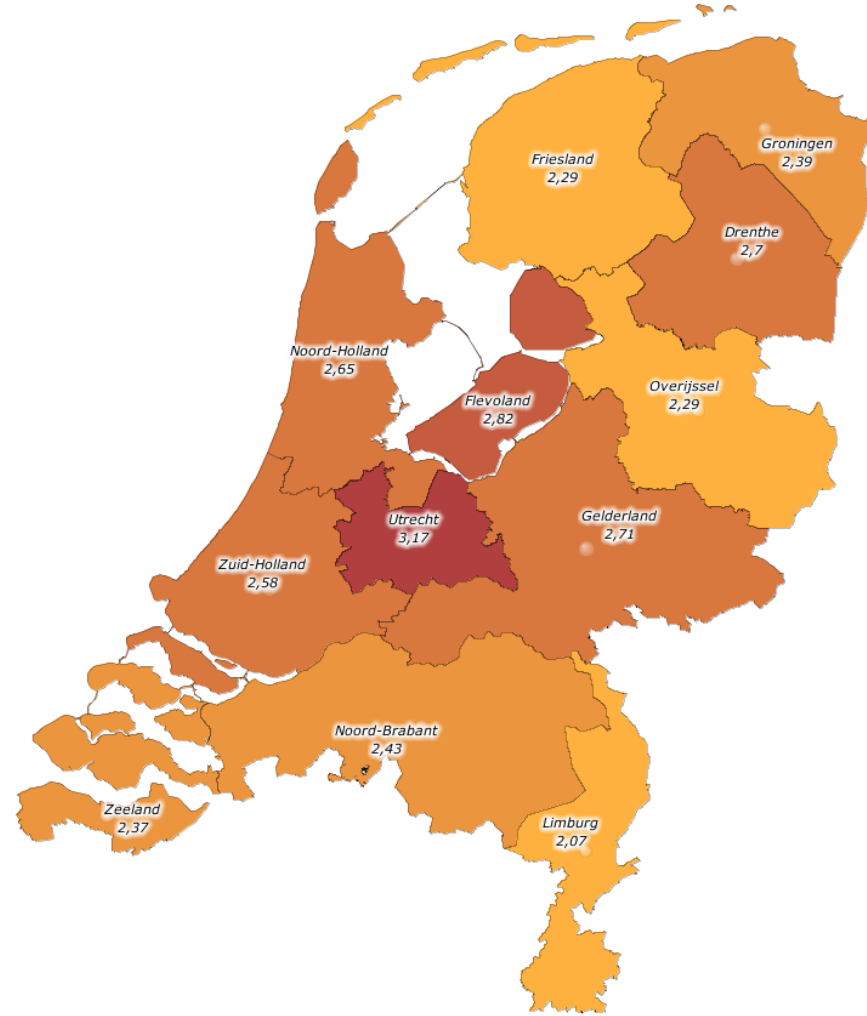 Groningen
2,39
Friesland
2,29
Drenthe
2,7
Noord-Holland
2,65
Flevoland
2,82
Overijssel
2,29
Utrecht
3,17
Gelderland
2,71
Zuid-Holland
2,58
Noord-Brabant
2,43
Zeeland
2,37
Limburg
2,07